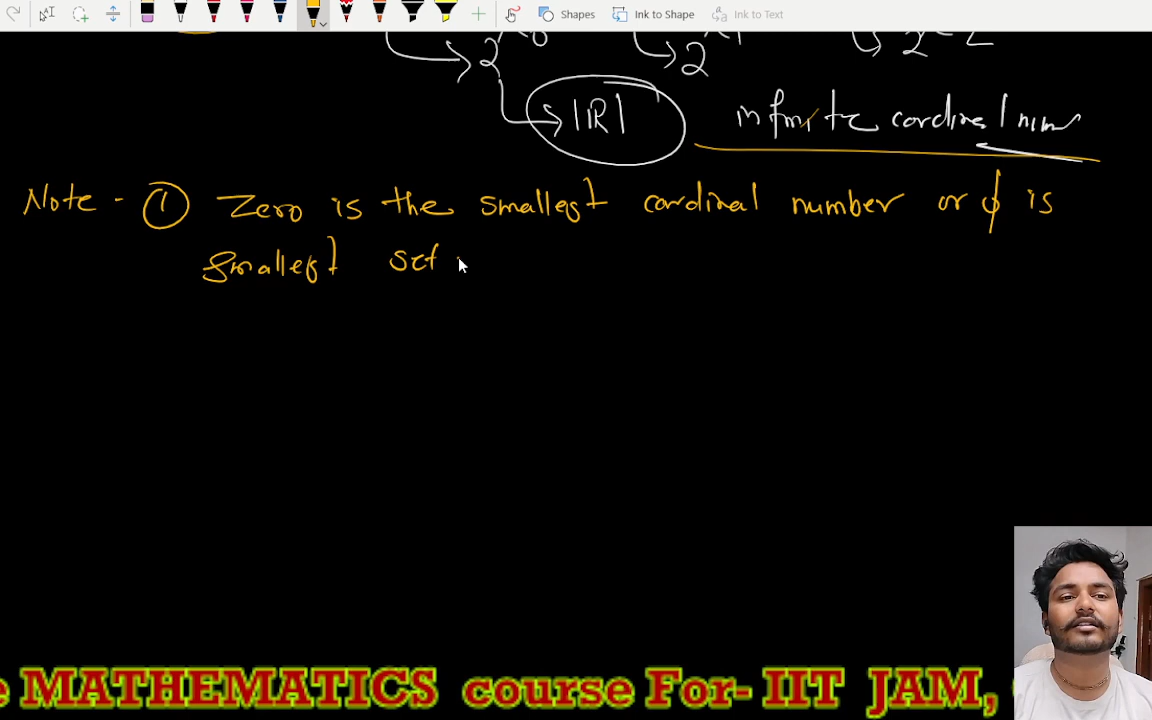 Shapes Ink to Shape Ink to Text
2
2
2
|R| infinite cardinal num
Note - ① Zero is the smallest cardinal number or ϕ is
smallest set
MATHEMATICS course For- IIT JAM,